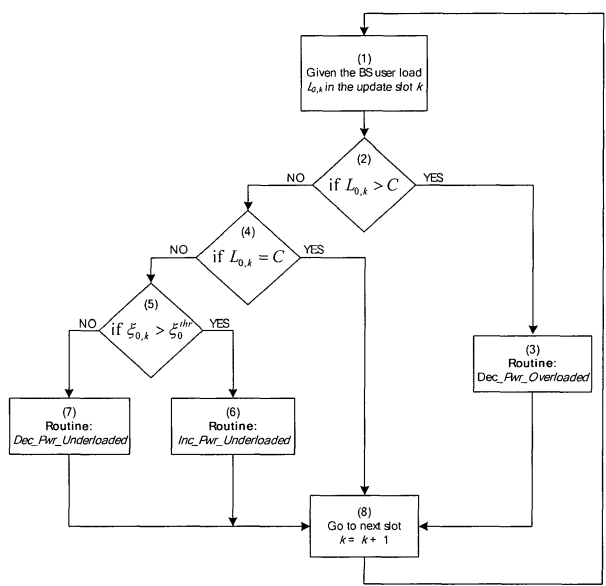 (1)
Given the BS user load
L₀,ₖ in the update slot k
(2)
if L₀,ₖ > C
NO
YES
(4)
if L₀,ₖ = C
NO
YES
(5)
if ξ₀,ₖ > ξ₀ᵗʰʳ
NO
YES
(3)
Routine:
Dec_Pwr_Overloaded
(7)
Routine:
Dec_Pwr_Underloaded
(6)
Routine:
Inc_Pwr_Underloaded
(8)
Go to next slot
k = k + 1